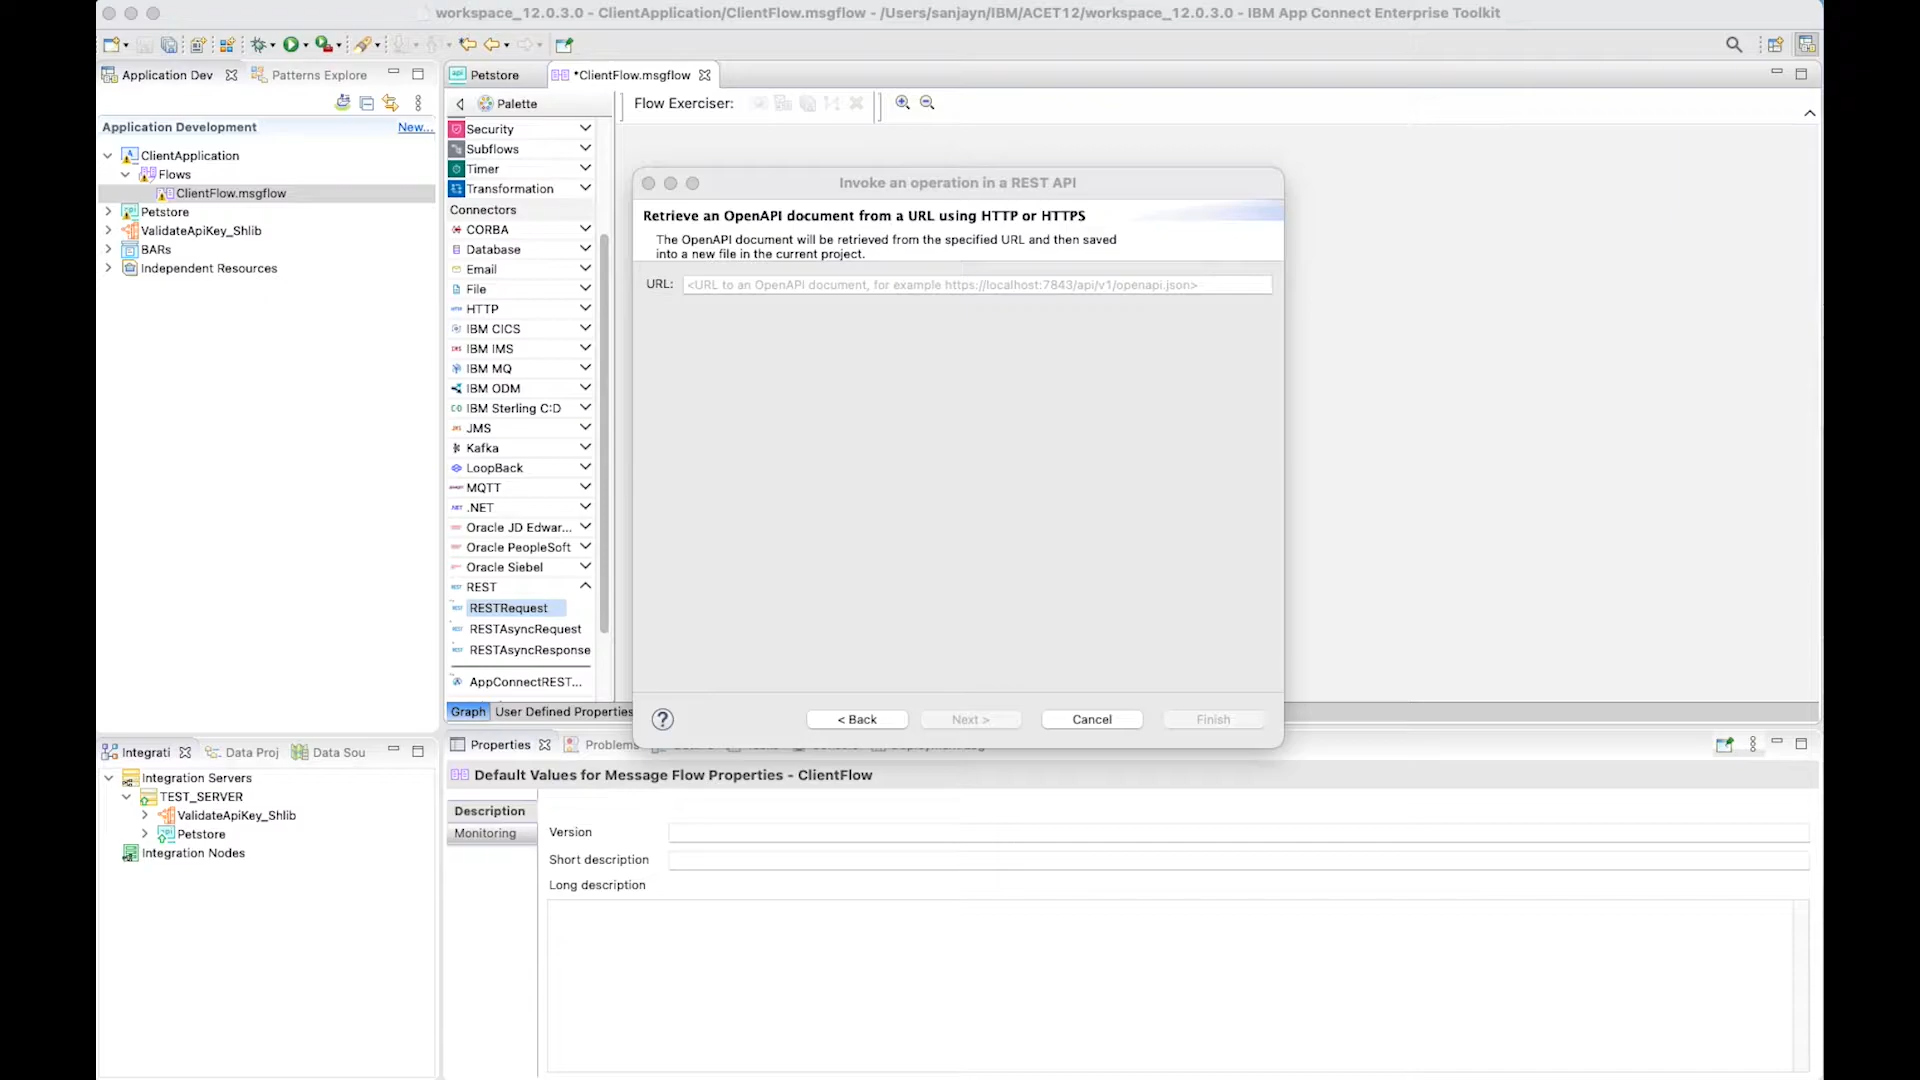 workspace_12.0.3.0 - ClientApplication/ClientFlow.msgflow - /Users/sanjayn/IBM/ACET12/workspace_12.0.3.0 - IBM App Connect Enterprise Toolkit
Application Dev
Patterns Explore
Application Development
New...
ClientApplication
Flows
ClientFlow.msgflow
Petstore
ValidateApiKey_Shlib
BARs
Independent Resources
Petstore
*ClientFlow.msgflow
Palette
Flow Exerciser:
Security
Subflows
Timer
Transformation
Connectors
CORBA
Database
Email
File
HTTP
IBM CICS
IBM IMS
IBM MQ
IBM ODM
IBM Sterling C:D
JMS
Kafka
LoopBack
MQTT
.NET
Oracle JD Edwar...
Oracle PeopleSoft
Oracle Siebel
REST
RESTRequest
RESTAsyncRequest
RESTAsyncResponse
AppConnectREST...
Graph
User Defined Properties
Invoke an operation in a REST API
Retrieve an OpenAPI document from a URL using HTTP or HTTPS
The OpenAPI document will be retrieved from the specified URL and then saved
into a new file in the current project.
URL:
<URL to an OpenAPI document, for example https://localhost:7843/api/v1/openapi.json>
?
< Back
Next >
Cancel
Finish
Integrati
Data Proj
Data Sou
Integration Servers
TEST_SERVER
ValidateApiKey_Shlib
Petstore
Integration Nodes
Properties
Problems
Default Values for Message Flow Properties - ClientFlow
Description
Monitoring
Version
Short description
Long description